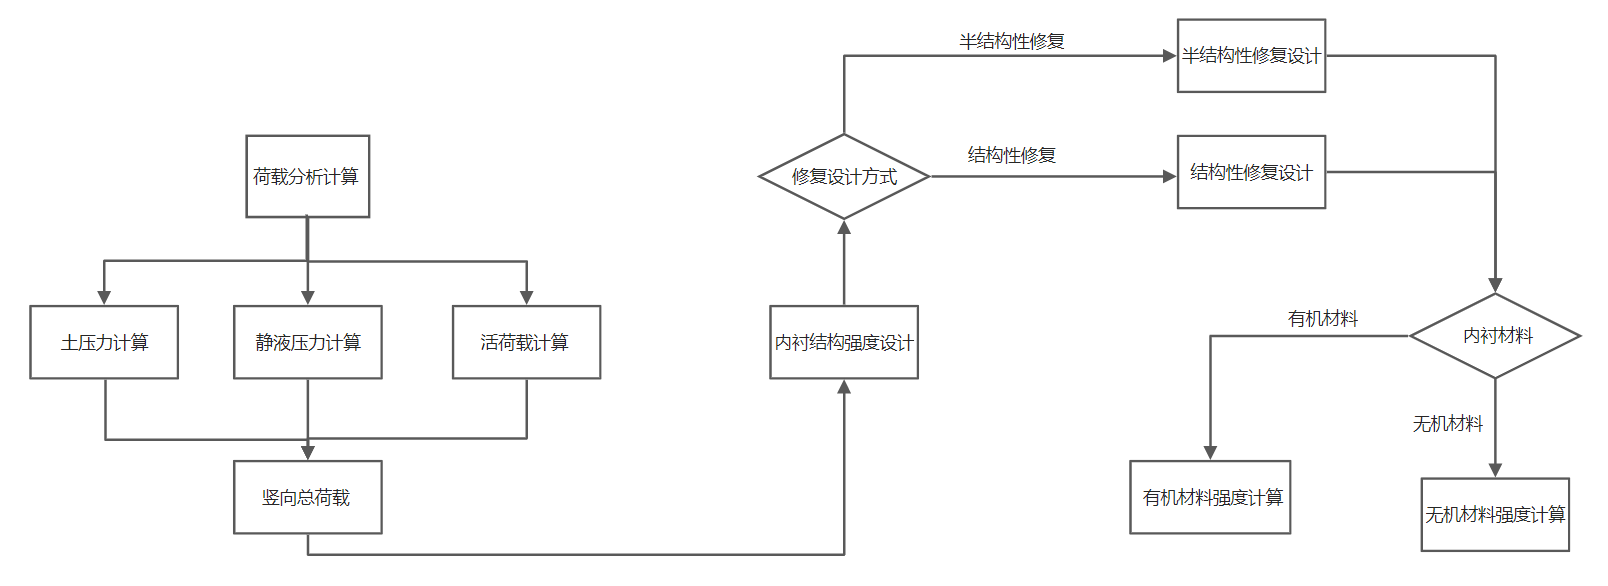 荷载分析计算
土压力计算
静液压力计算
活荷载计算
竖向总荷载
内衬结构强度设计
修复设计方式
半结构性修复
半结构性修复设计
结构性修复
结构性修复设计
内衬材料
有机材料
有机材料强度计算
无机材料
无机材料强度计算